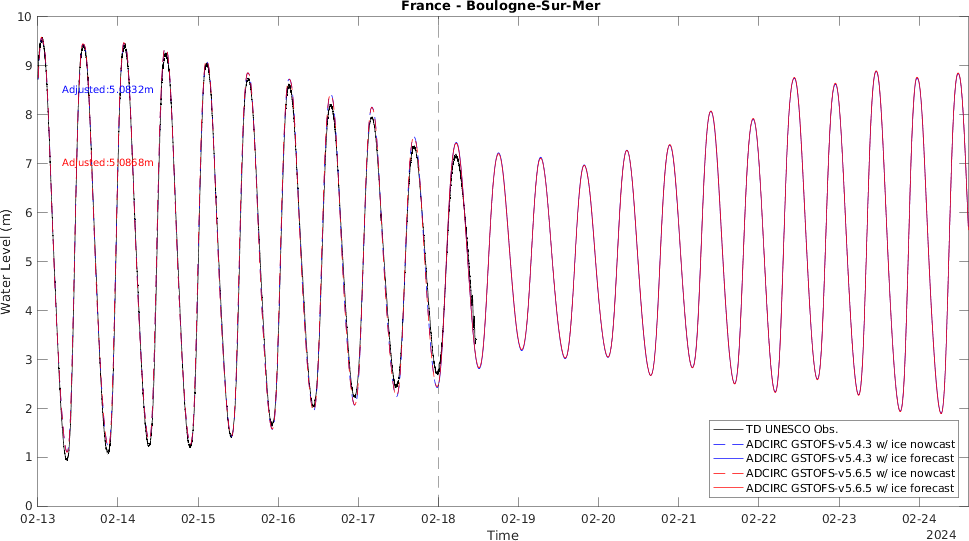 France - Boulogne-Sur-Mer
10
9
8
7
6
5
4
3
2
1
0
Water Level (m)
Adjusted:5.0832m
Adjusted:5.0868m
TD UNESCO Obs.
ADCIRC GSTOFS-v5.4.3 w/ ice nowcast
ADCIRC GSTOFS-v5.4.3 w/ ice forecast
ADCIRC GSTOFS-v5.6.5 w/ ice nowcast
ADCIRC GSTOFS-v5.6.5 w/ ice forecast
02-13 02-14 02-15 02-16 02-17 02-18 02-19 02-20 02-21 02-22 02-23 02-24
Time
2024